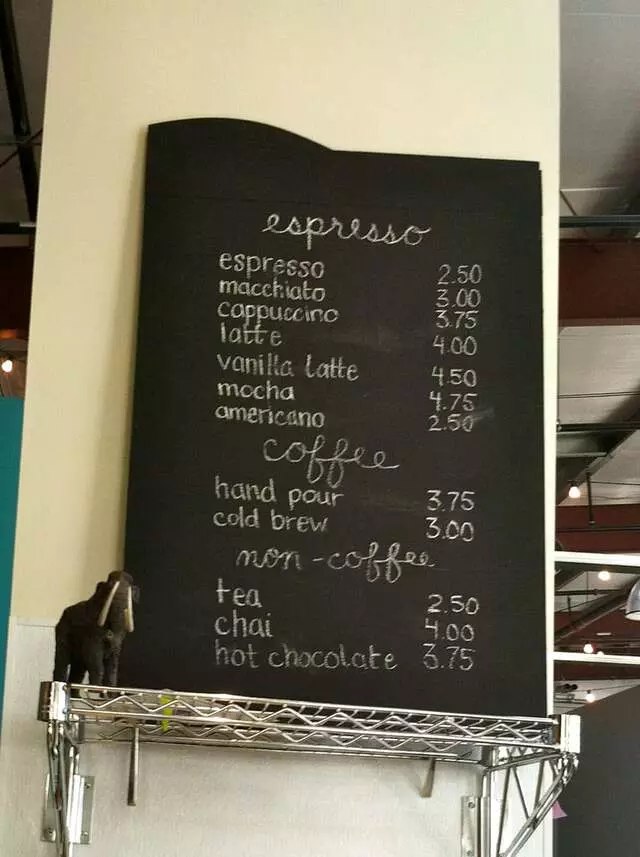 espresso
espresso 2.50
macchiato 3.00
cappuccino 3.75
latte 4.00
vanilla latte 4.50
mocha 4.75
americano 2.50
coffee
hand pour 3.75
cold brew 3.00
non-coffee
tea 2.50
chai 4.00
hot chocolate 3.75